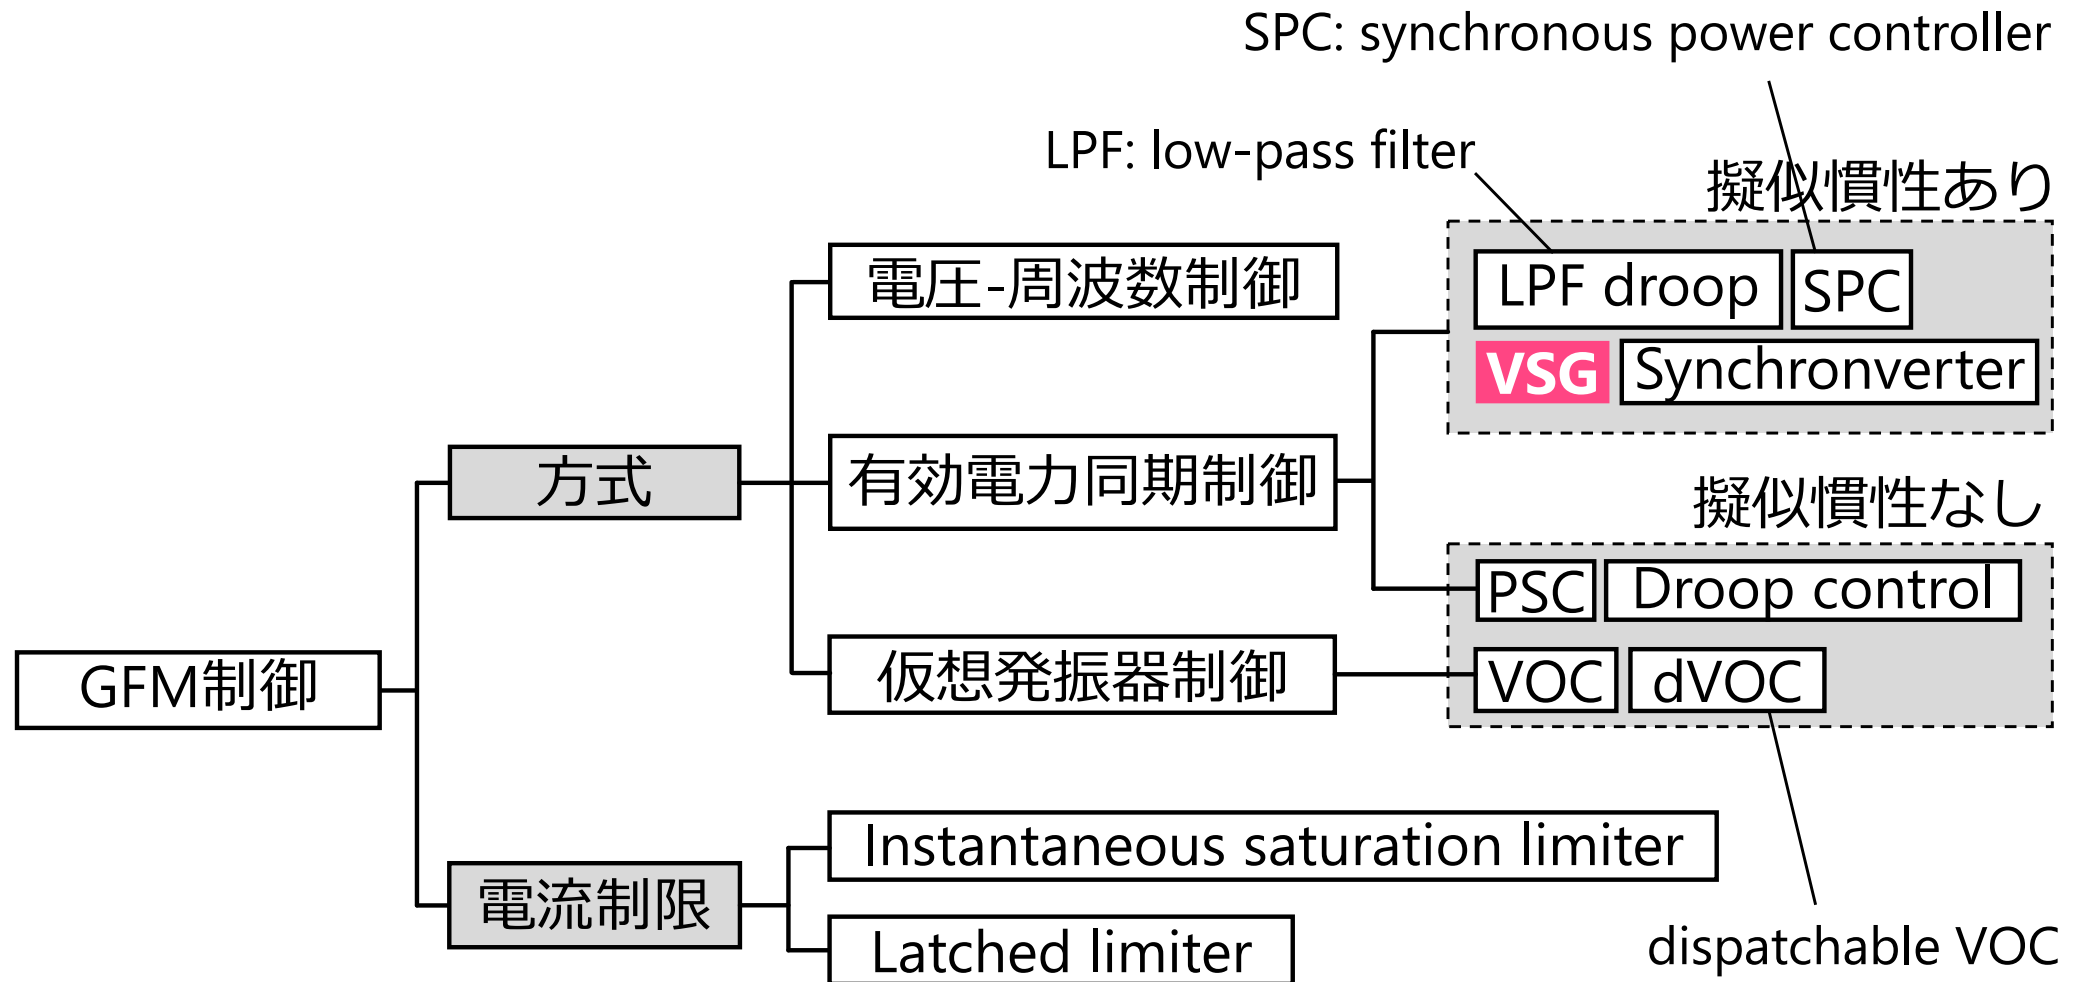 SPC: synchronous power controller
LPF: low-pass filter
擬似慣性あり
LPF droop
SPC
VSG
Synchronverter
電圧-周波数制御
方式
有効電力同期制御
擬似慣性なし
PSC
Droop control
GFM制御
仮想発振器制御
VOC
dVOC
電流制限
Instantaneous saturation limiter
Latched limiter
dispatchable VOC